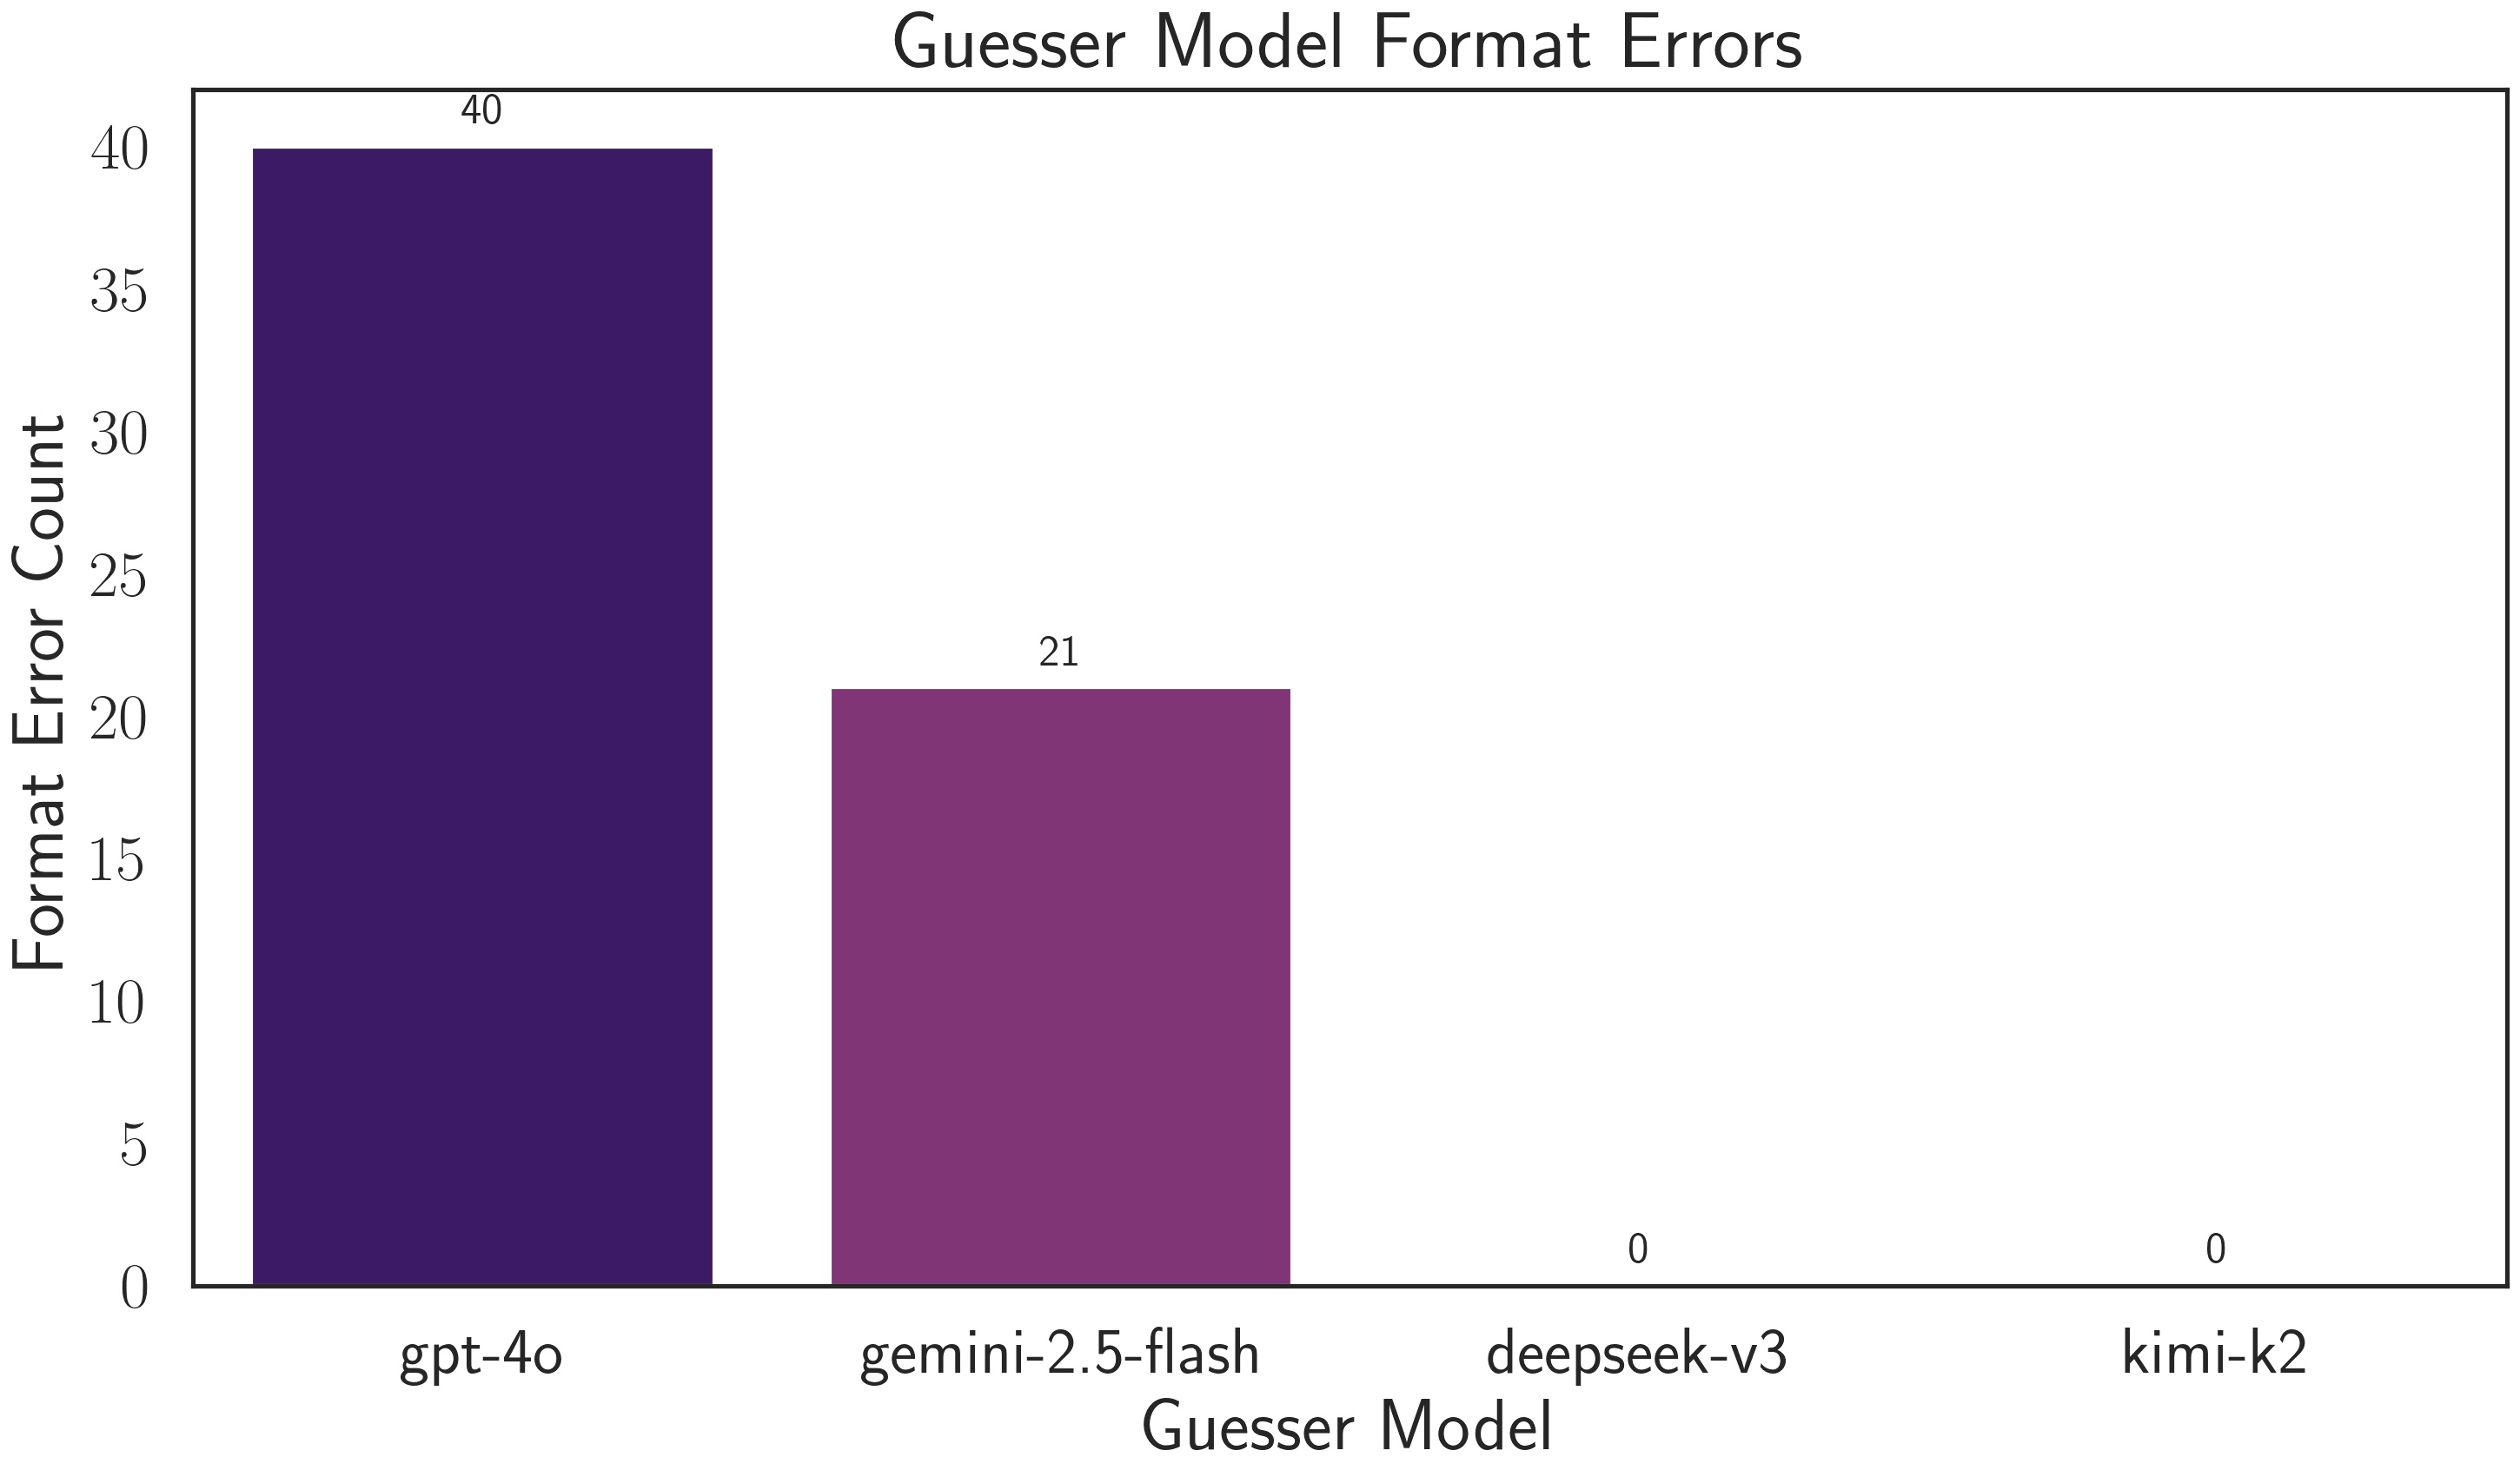 Guesser Model Format Errors
Format Error Count
40
35
30
25
20
15
10
5
0
40
21
0
0
gpt-4o
gemini-2.5-flash
deepseek-v3
kimi-k2
Guesser Model